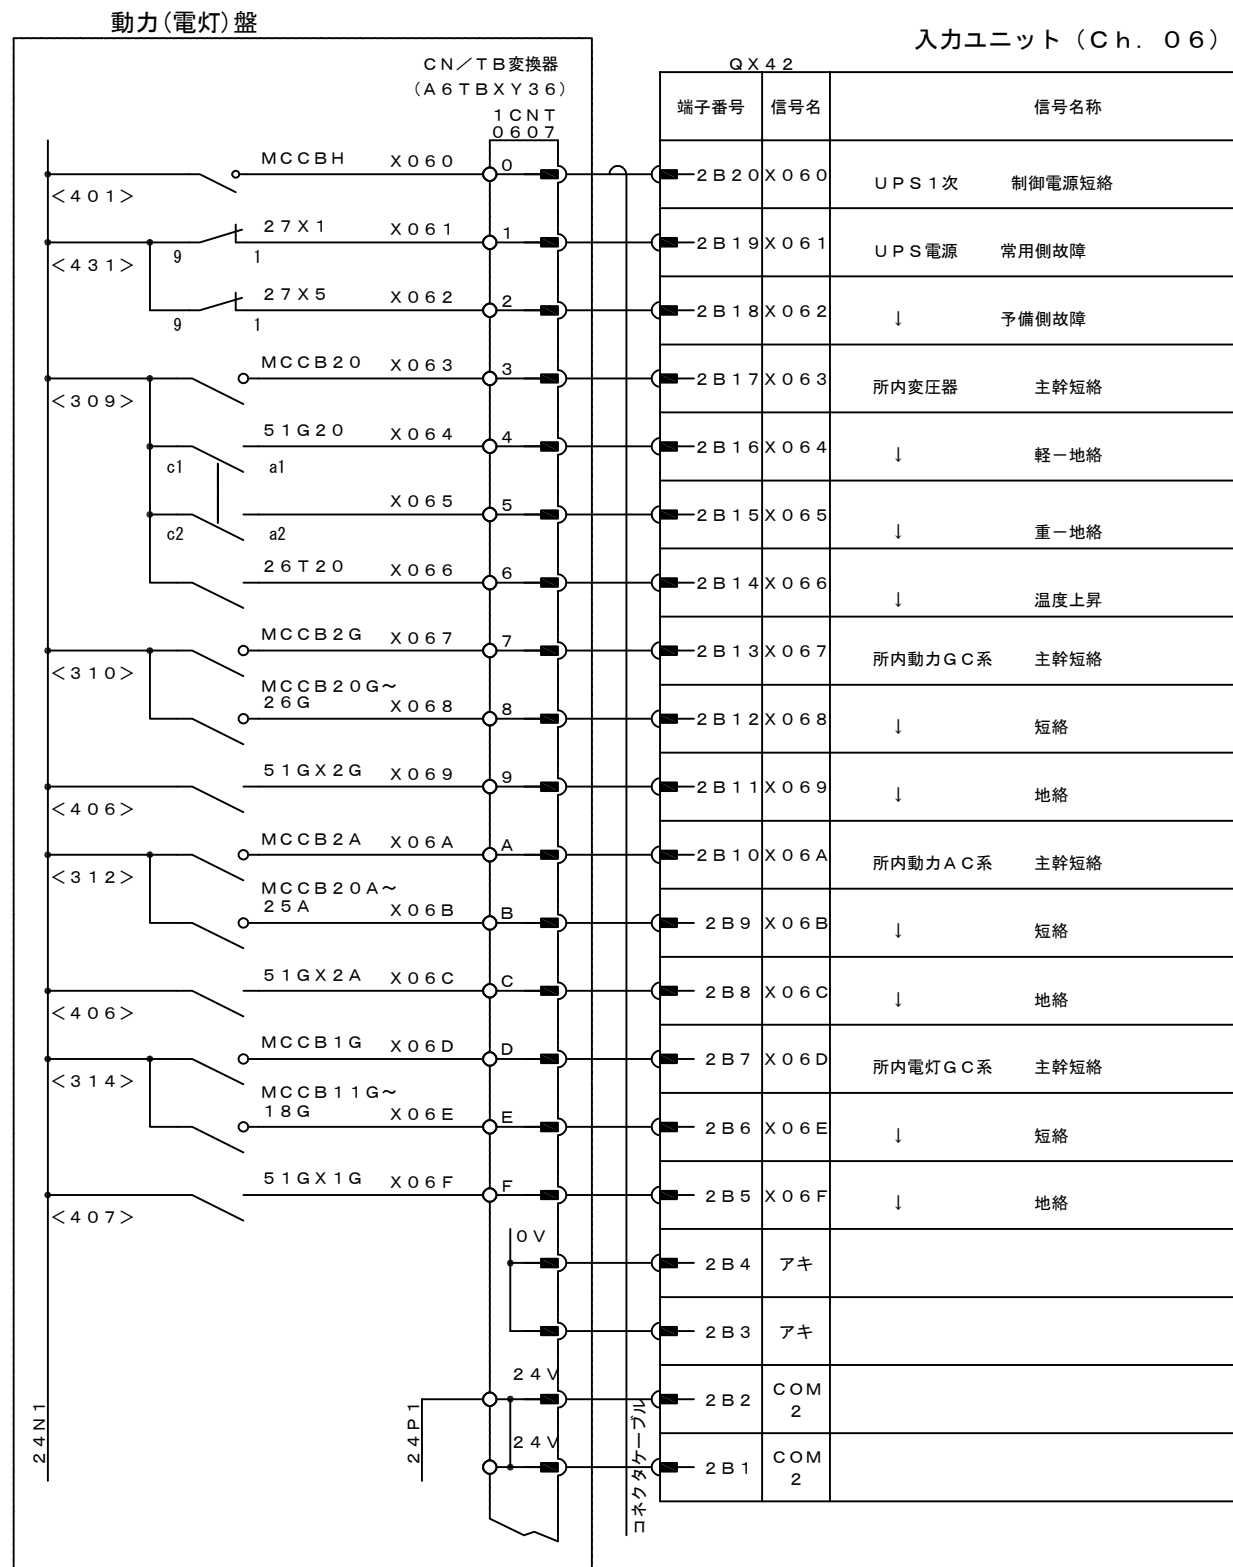 動力(電灯)盤
入力ユニット（Ch. 06）
CN／TB変換器
(A6TBXY36)
1CNT
0607
QX42
端子番号 信号名 信号名称
MCCBH X060 0 2B20 X060 UPS1次 制御電源短絡
<401>
27X1 X061 1 2B19 X061 UPS電源 常用側故障
<431> 9 1
27X5 X062 2 2B18 X062 ↓ 予備側故障
9 1
MCCB20 X063 3 2B17 X063 所内変圧器 主幹短絡
<309>
51G20 X064 4 2B16 X064 ↓ 軽－地絡
c1 a1
X065 5 2B15 X065 ↓ 重－地絡
c2 a2
26T20 X066 6 2B14 X066 ↓ 温度上昇
MCCB2G X067 7 2B13 X067 所内動力GC系 主幹短絡
<310>
MCCB20G～
26G X068 8 2B12 X068 ↓ 短絡
51GX2G X069 9 2B11 X069 ↓ 地絡
<406>
MCCB2A X06A A 2B10 X06A 所内動力AC系 主幹短絡
<312>
MCCB20A～
25A X06B B 2B9 X06B ↓ 短絡
51GX2A X06C C 2B8 X06C ↓ 地絡
<406>
MCCB1G X06D D 2B7 X06D 所内電灯GC系 主幹短絡
<314>
MCCB11G～
18G X06E E 2B6 X06E ↓ 短絡
51GX1G X06F F 2B5 X06F ↓ 地絡
<407>
0V
2B4 アキ
2B3 アキ
24V 2B2 COM
2
24V 2B1 COM
2
24N1
24P1
コネクタケーブル